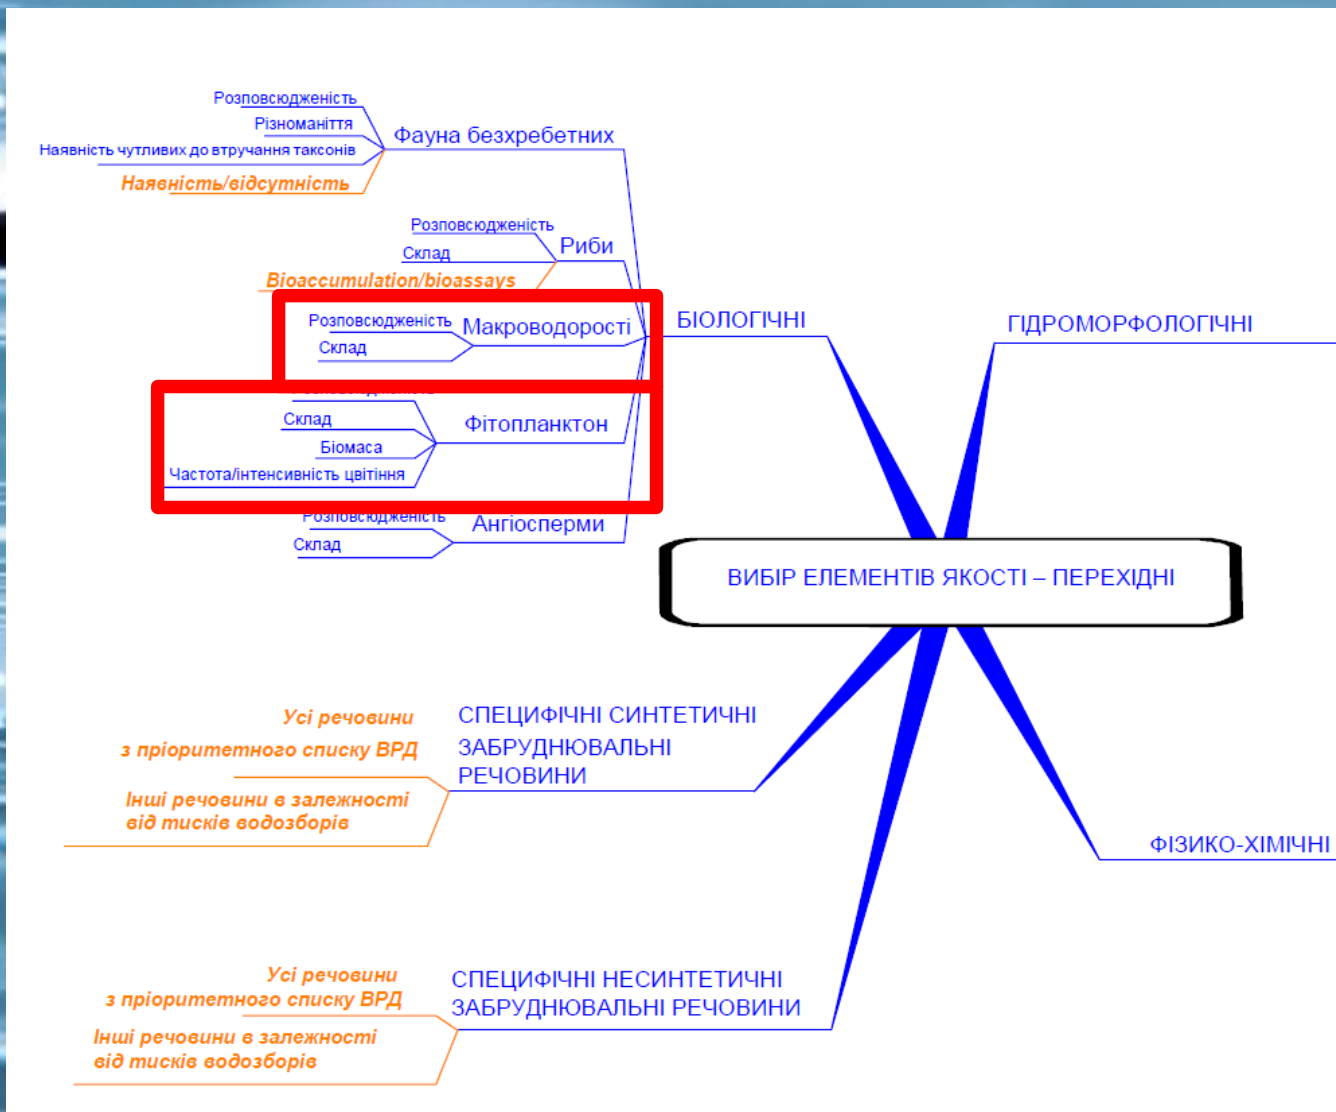 Розповсюдженість
Різноманіття
Наявність чутливих до втручання таксонів
Наявність/відсутність
Фауна безхребетних
Розповсюдженість
Склад
Bioaccumulation/bioassays
Риби
Розповсюдженість
Склад
Макроводорості
Склад
Біомаса
Частота/інтенсивність цвітіння
Фітопланктон
Розповсюдженість
Склад
Ангіосперми
БІОЛОГІЧНІ
ГІДРОМОРФОЛОГІЧНІ
ВИБІР ЕЛЕМЕНТІВ ЯКОСТІ – ПЕРЕХІДНІ
Усі речовини
з пріоритетного списку ВРД
Інші речовини в залежності
від тисків водозборів
СПЕЦИФІЧНІ СИНТЕТИЧНІ
ЗАБРУДНЮВАЛЬНІ
РЕЧОВИНИ
ФІЗИКО-ХІМІЧНІ
Усі речовини
з пріоритетного списку ВРД
Інші речовини в залежності
від тисків водозборів
СПЕЦИФІЧНІ НЕСИНТЕТИЧНІ
ЗАБРУДНЮВАЛЬНІ РЕЧОВИНИ